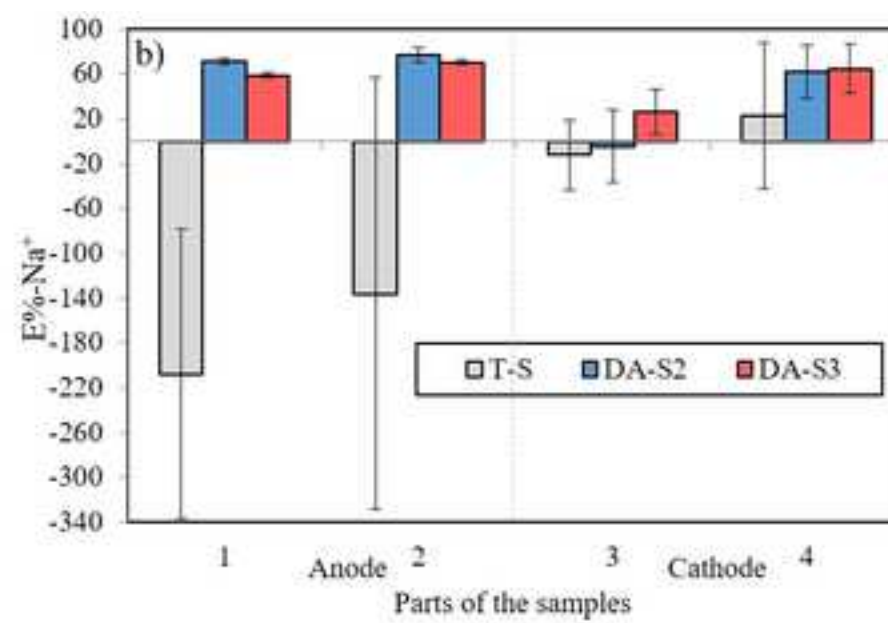 b)
100
60
20
-20
-60
-100
-140
-180
-220
-260
-300
-340
E%-Na⁺
T-S DA-S2 DA-S3
1 2 3 4
Anode Cathode
Parts of the samples